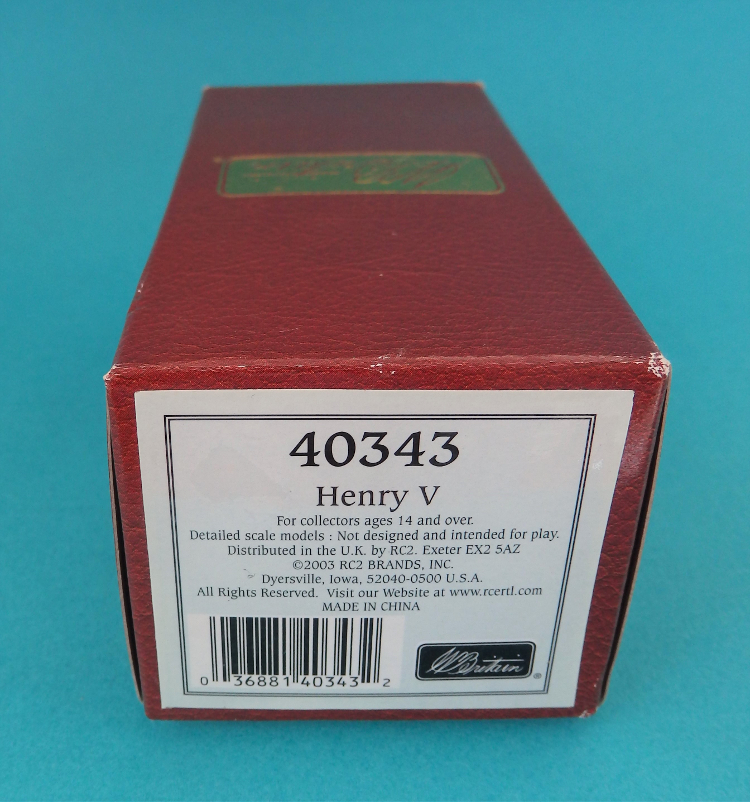 40343
Henry V
For collectors ages 14 and over.
Detailed scale models : Not designed and intended for play.
Distributed in the U.K. by RC2. Exeter EX2 5AZ
©2003 RC2 BRANDS, INC.
Dyersville, Iowa, 52040-0500 U.S.A.
All Rights Reserved. Visit our Website at www.rcertl.com
MADE IN CHINA
0 36881 40343 2
W Britain ®